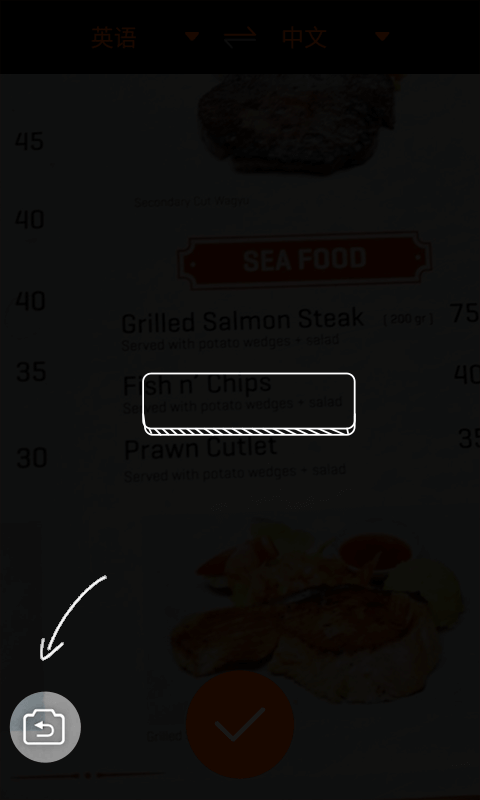 英语 中文
45
Secondary Cut Wagyu
40
SEA FOOD
40
Grilled Salmon Steak [ 200 gr ] 75
Served with potato wedges + salad
35
Fish n' Chips 40
Served with potato wedges + salad
30
Prawn Cutlet 35
Served with potato wedges + salad